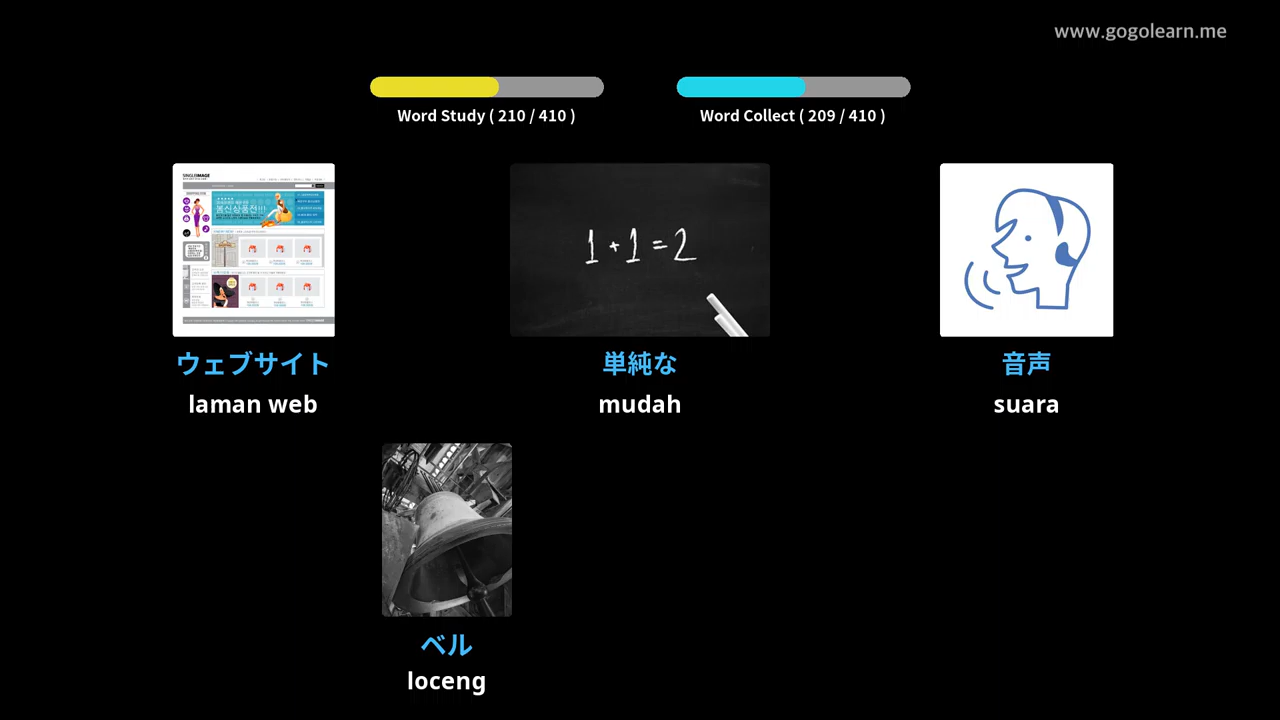 www.gogolearn.me
Word Study ( 210 / 410 )
Word Collect ( 209 / 410 )
1+1=2
ウェブサイト
単純な
音声
laman web
mudah
suara
ベル
loceng